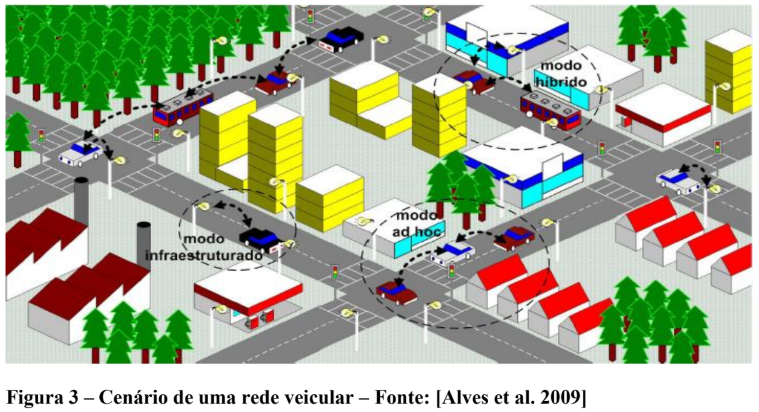 modo
híbrido
modo
ad hoc
modo
infraestruturado
Figura 3 – Cenário de uma rede veicular – Fonte: [Alves et al. 2009]